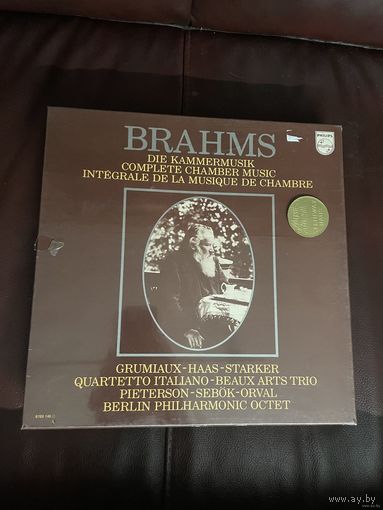 PHILIPS
BRAHMS
DIE KAMMERMUSIK
COMPLETE CHAMBER MUSIC
INTÉGRALE DE LA MUSIQUE DE CHAMBRE
GRUMIAUX-HAAS-STARKER
QUARTETTO ITALIANO-BEAUX ARTS TRIO
PIETERSON-SEBÖK-ORVAL
BERLIN PHILHARMONIC OCTET
www.ay.by